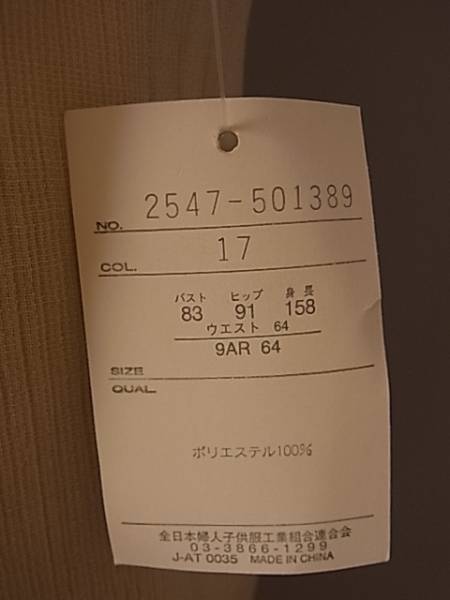 NO. 2547-501389
COL. 17
バスト ヒップ 身長
83 91 158
ウエスト 64
9AR 64
SIZE
QUAL.
ポリエステル100%
全日本婦人子供服工業組合連合会
03-3866-1299
J-AT 0035 MADE IN CHINA